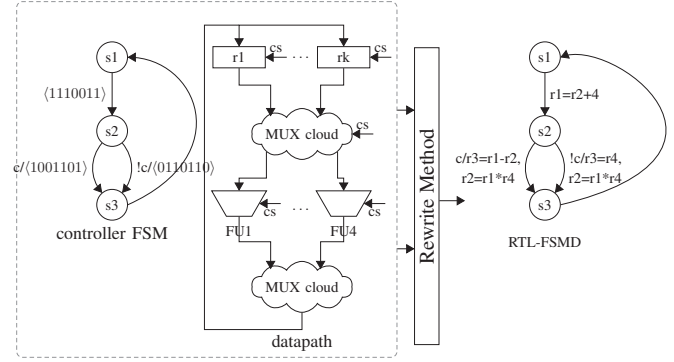 s1
⟨1110011⟩
s2
c/⟨1001101⟩
!c/⟨0110110⟩
s3
controller FSM
r1
cs
...
rk
cs
MUX cloud
cs
cs
...
cs
FU1
FU4
MUX cloud
datapath
Rewrite Method
s1
r1=r2+4
s2
c/r3=r1-r2,
r2=r1*r4
!c/r3=r4,
r2=r1*r4
s3
RTL-FSMD